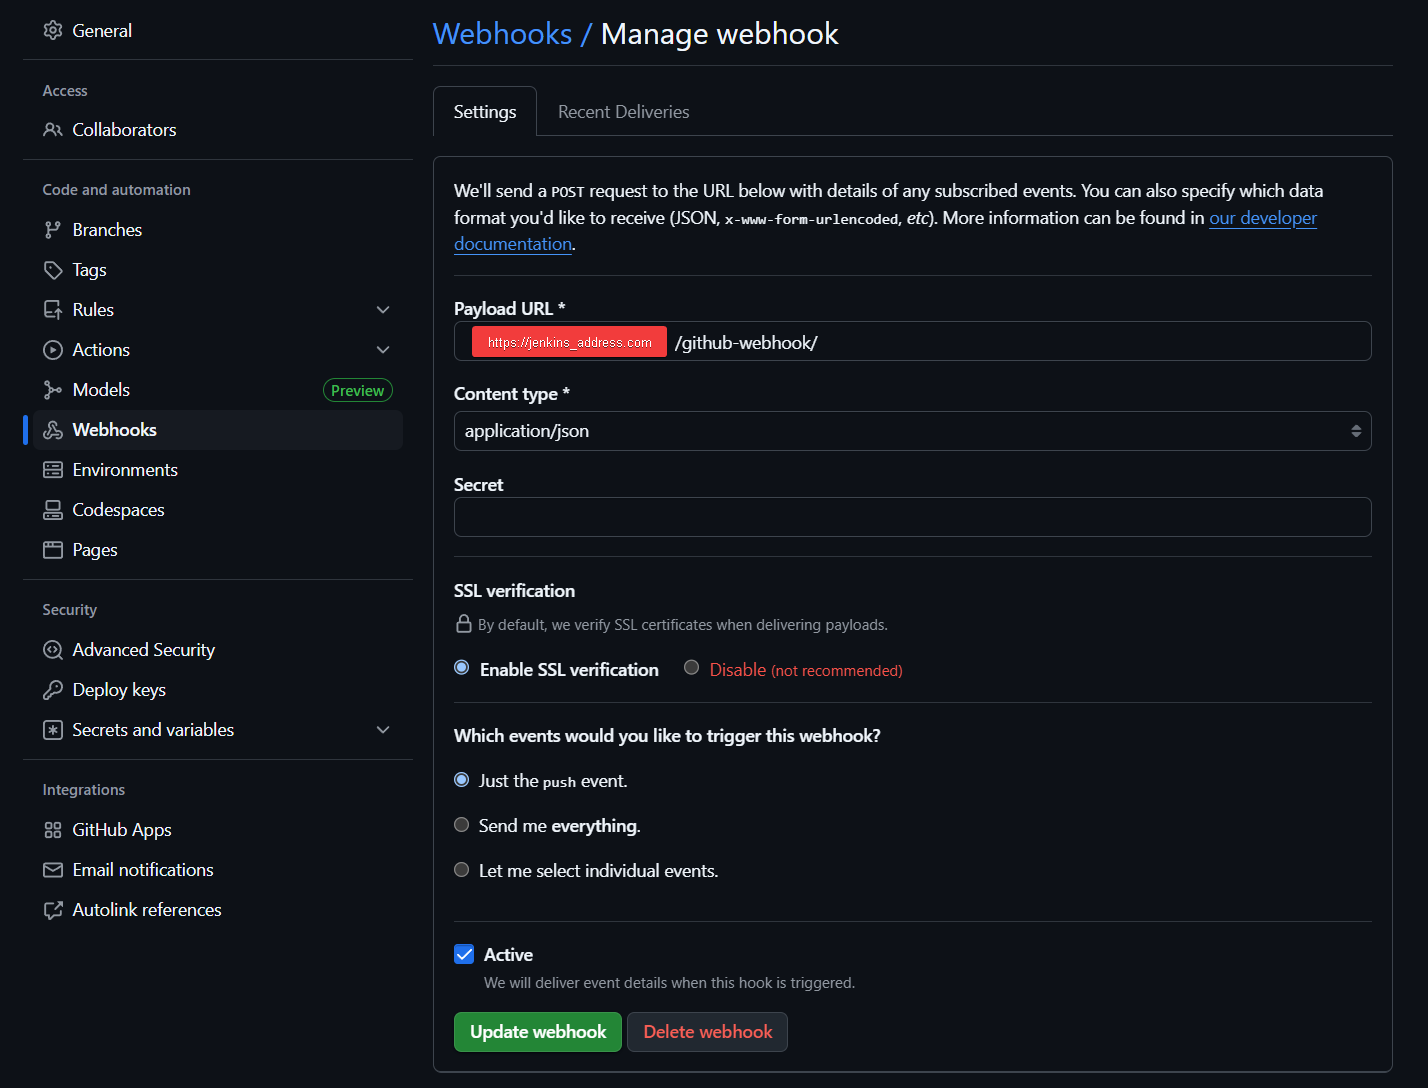 General
Access
Collaborators
Code and automation
Branches
Tags
Rules
Actions
Models Preview
Webhooks
Environments
Codespaces
Pages
Security
Advanced Security
Deploy keys
Secrets and variables
Integrations
GitHub Apps
Email notifications
Autolink references
Webhooks / Manage webhook
Settings Recent Deliveries
We'll send a POST request to the URL below with details of any subscribed events. You can also specify which data
format you'd like to receive (JSON, x-www-form-urlencoded, etc). More information can be found in our developer
documentation.
Payload URL *
https://jenkins_address.com /github-webhook/
Content type *
application/json
Secret
SSL verification
By default, we verify SSL certificates when delivering payloads.
Enable SSL verification Disable (not recommended)
Which events would you like to trigger this webhook?
Just the push event.
Send me everything.
Let me select individual events.
Active
We will deliver event details when this hook is triggered.
Update webhook Delete webhook